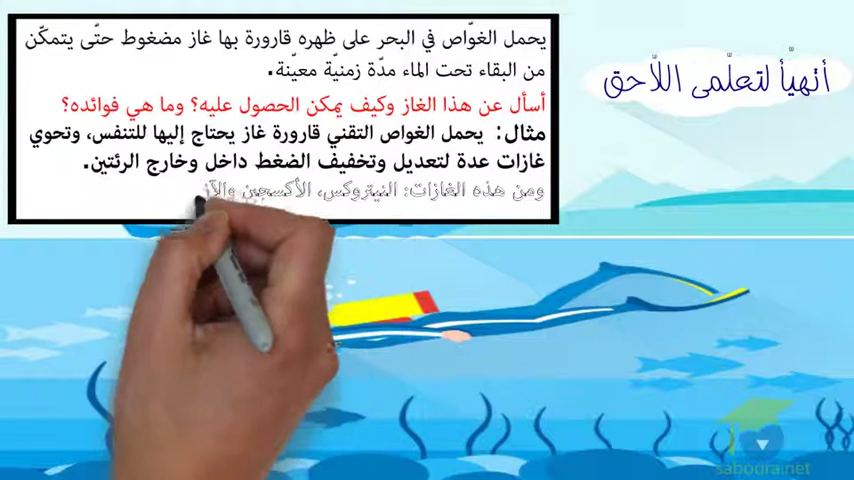 أتهيّأ لتعلّمي اللّاحق
يحمل الغوّاص في البحر على ظهره قارورة بها غاز مضغوط حتّى يتمكّن
من البقاء تحت الماء مدّة زمنيّة معيّنة.
أسأل عن هذا الغاز وكيف يمكن الحصول عليه؟ وما هي فوائده؟
مثال: يحمل الغواص التقني قارورة غاز يحتاج إليها للتنفس، وتحوي
غازات عدة لتعديل وتخفيف الضغط داخل وخارج الرئتين.
ومن هذه الغازات: النيتروكس، الأكسجين
saboora.net